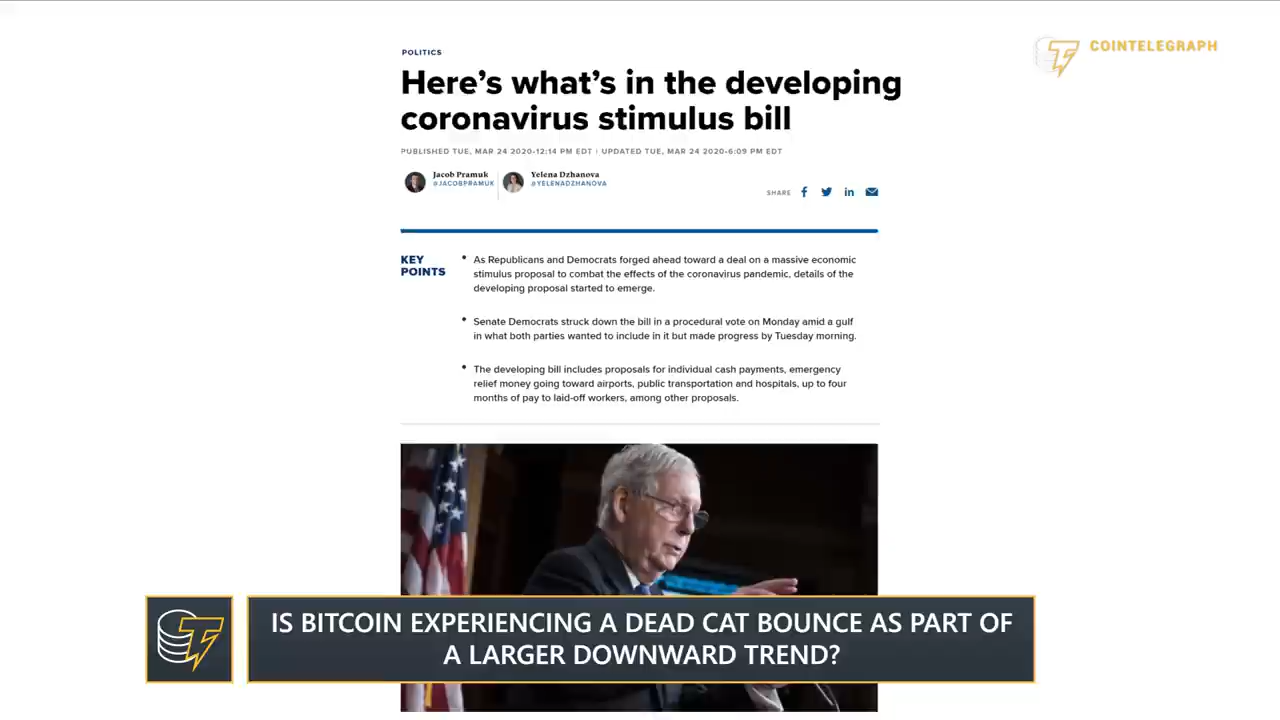 COINTELEGRAPH
POLITICS
Here's what's in the developing
coronavirus stimulus bill
PUBLISHED TUE, MAR 24 2020-12:14 PM EDT | UPDATED TUE, MAR 24 2020-6:09 PM EDT
Jacob Pramuk
@JACOBPRAMUK
Yelena Dzhanova
@YELENADZHANOVA
SHARE
KEY
POINTS
• As Republicans and Democrats forged ahead toward a deal on a massive economic
stimulus proposal to combat the effects of the coronavirus pandemic, details of the
developing proposal started to emerge.
• Senate Democrats struck down the bill in a procedural vote on Monday amid a gulf
in what both parties wanted to include in it but made progress by Tuesday morning.
• The developing bill includes proposals for individual cash payments, emergency
relief money going toward airports, public transportation and hospitals, up to four
months of pay to laid-off workers, among other proposals.
IS BITCOIN EXPERIENCING A DEAD CAT BOUNCE AS PART OF
A LARGER DOWNWARD TREND?